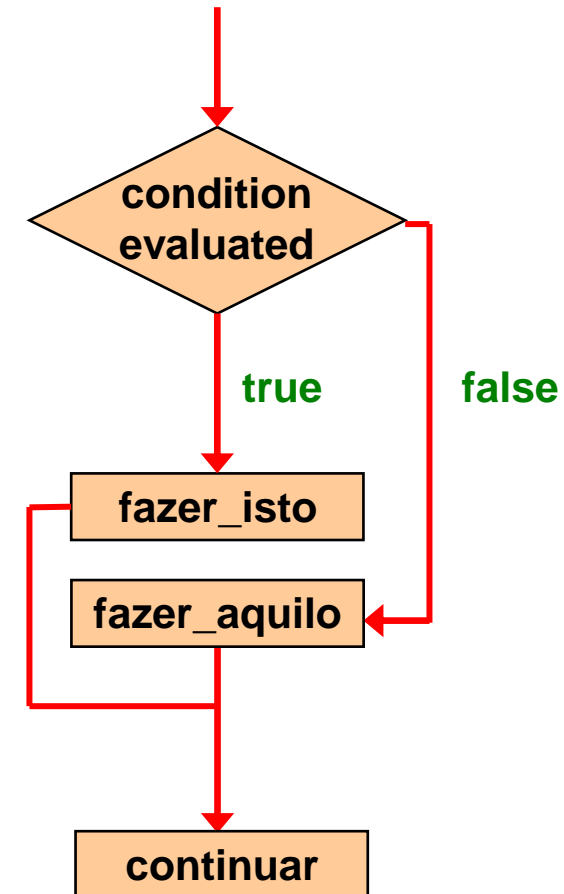 condition
evaluated
true
false
fazer_isto
fazer_aquilo
continuar